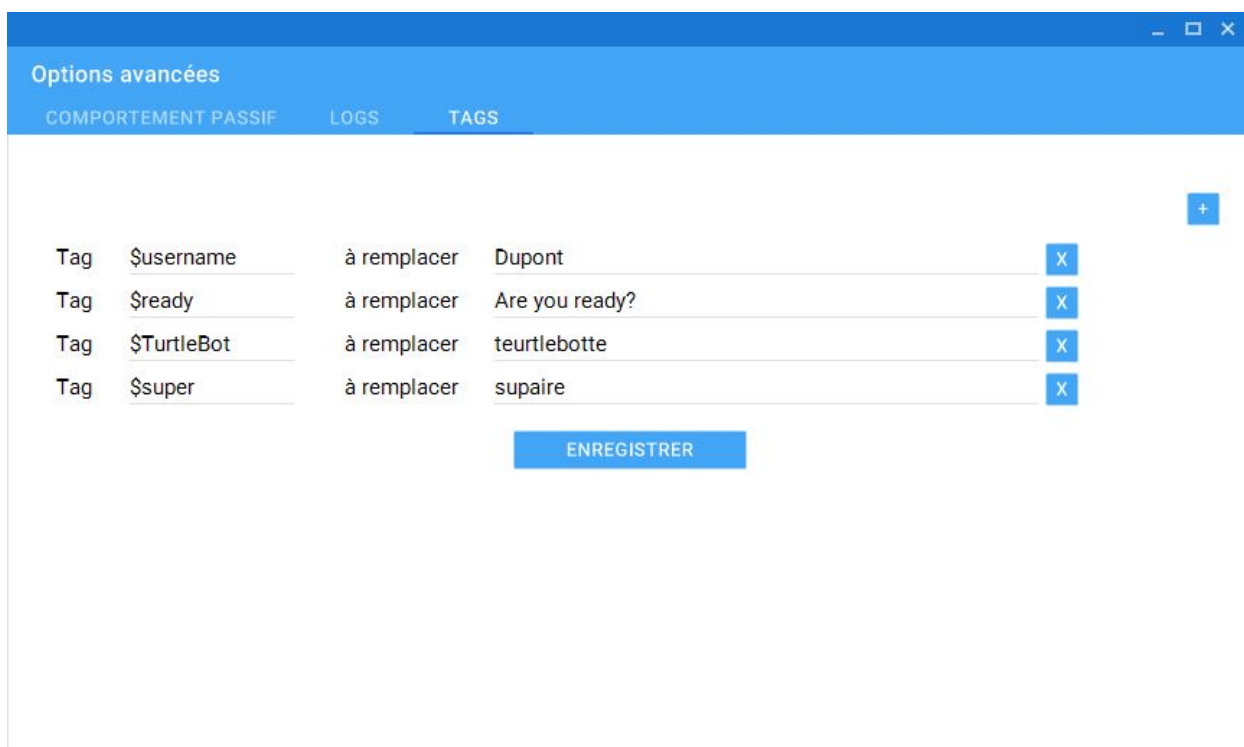 Options avancées
COMPORTEMENT PASSIF LOGS TAGS
+
Tag $username à remplacer Dupont X
Tag $ready à remplacer Are you ready? X
Tag $TurtleBot à remplacer teurtlebotte X
Tag $super à remplacer supaire X
ENREGISTRER